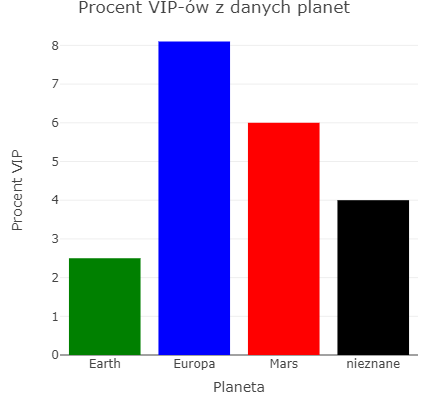 Procent VIP-ów z danych planet
Procent VIP
8
7
6
5
4
3
2
1
0
Earth Europa Mars nieznane
Planeta